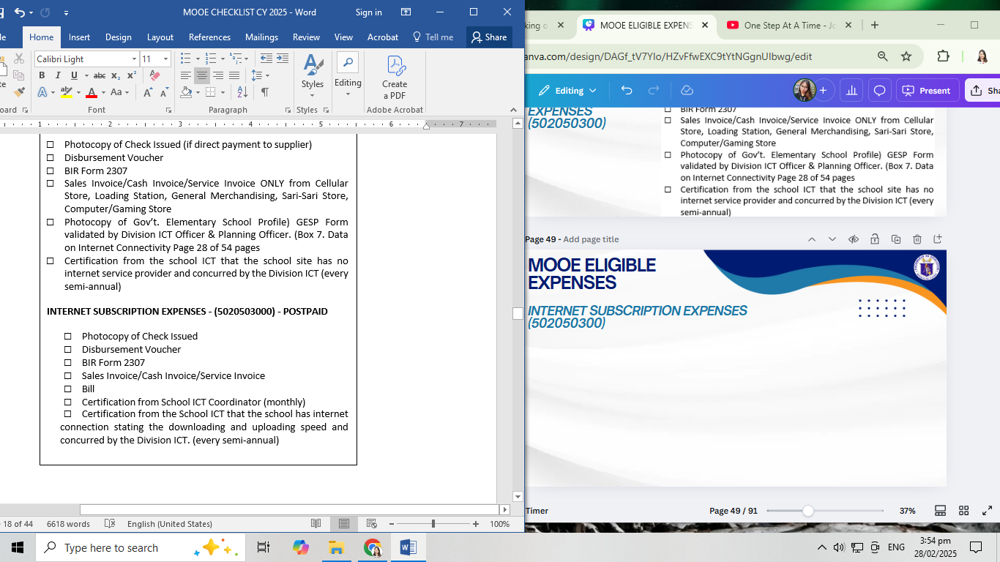 MOOE CHECKLIST CY 2025 - Word
Sign in
Home
Insert
Design
Layout
References
Mailings
Review
View
Acrobat
Tell me
Share
Calibri Light
11
B I U abc x₂ x²
Aa
Styles
Editing
Create
a PDF
Font
Paragraph
Styles
Adobe Acrobat
1 2 3 4 5 6 7
☐ Photocopy of Check Issued (if direct payment to supplier)
☐ Disbursement Voucher
☐ BIR Form 2307
☐ Sales Invoice/Cash Invoice/Service Invoice ONLY from Cellular
Store, Loading Station, General Merchandising, Sari-Sari Store,
Computer/Gaming Store
☐ Photocopy of Gov't. Elementary School Profile) GESP Form
validated by Division ICT Officer & Planning Officer. (Box 7. Data
on Internet Connectivity Page 28 of 54 pages
☐ Certification from the school ICT that the school site has no
internet service provider and concurred by the Division ICT (every
semi-annual)
INTERNET SUBSCRIPTION EXPENSES - (5020503000) - POSTPAID
☐ Photocopy of Check Issued
☐ Disbursement Voucher
☐ BIR Form 2307
☐ Sales Invoice/Cash Invoice/Service Invoice
☐ Bill
☐ Certification from School ICT Coordinator (monthly)
☐ Certification from the School ICT that the school has internet
connection stating the downloading and uploading speed and
concurred by the Division ICT. (every semi-annual)
18 of 44
6618 words
English (United States)
100%
MOOE ELIGIBLE EXPENS
One Step At A Time - Jo
anva.com/design/DAGf_tV7Ylo/HZvFfwEXC9tYtNGgnUIbwg/edit
Editing
Present
Sha
EXPENSES
(502050300)
BIR Form 2307
☐ Sales Invoice/Cash Invoice/Service Invoice ONLY from Cellular
Store, Loading Station, General Merchandising, Sari-Sari Store,
Computer/Gaming Store
☐ Photocopy of Gov't. Elementary School Profile) GESP Form
validated by Division ICT Officer & Planning Officer. (Box 7. Data
on Internet Connectivity Page 28 of 54 pages
☐ Certification from the school ICT that the school site has no
internet service provider and concurred by the Division ICT (every
semi-annual)
Page 49 - Add page title
MOOE ELIGIBLE
EXPENSES
INTERNET SUBSCRIPTION EXPENSES
(502050300)
Timer
Page 49 / 91
37%
Type here to search
ENG
3:54 pm
28/02/2025